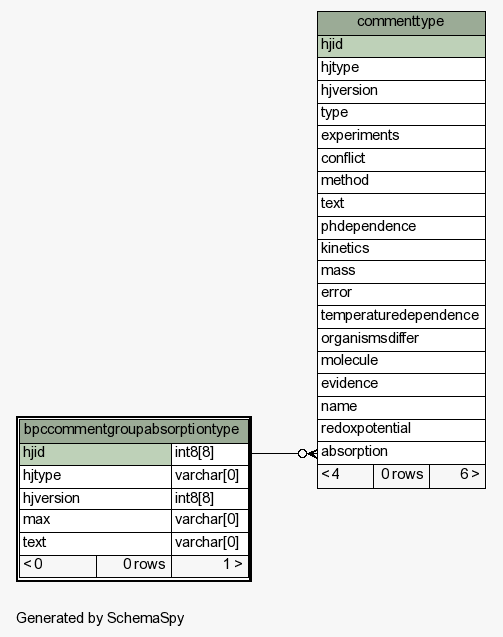 commenttype
hjid
hjtype
hjversion
type
experiments
conflict
method
text
phdependence
kinetics
mass
error
temperaturedependence
organismsdiffer
molecule
evidence
name
redoxpotential
absorption
< 4 0 rows 6 >
bpccommentgroupabsorptiontype
hjid int8[8]
hjtype varchar[0]
hjversion int8[8]
max varchar[0]
text varchar[0]
< 0 0 rows 1 >
Generated by SchemaSpy